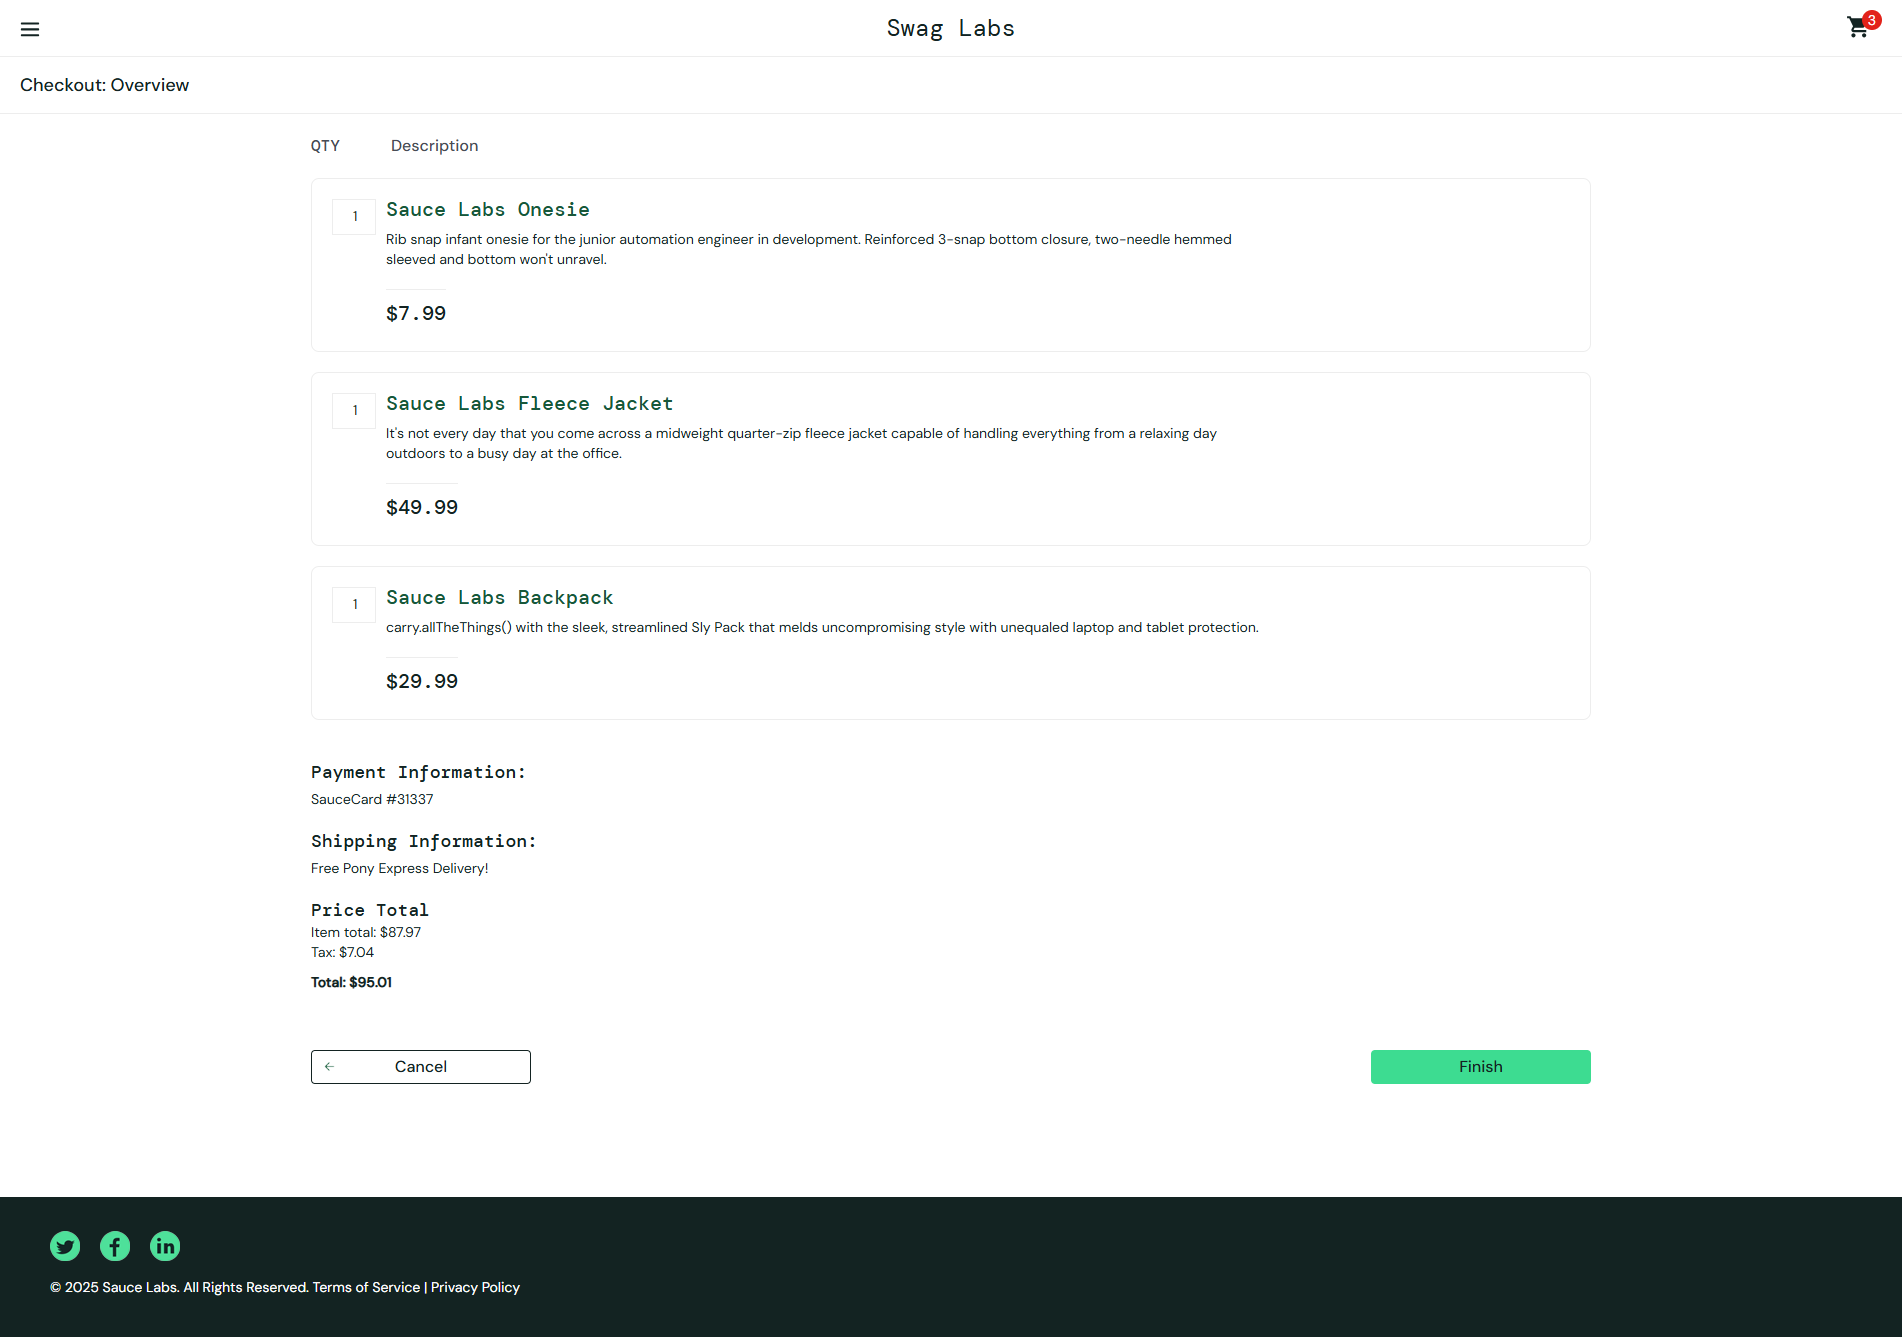 Swag Labs
3
Checkout: Overview
QTY Description
1 Sauce Labs Onesie
Rib snap infant onesie for the junior automation engineer in development. Reinforced 3-snap bottom closure, two-needle hemmed
sleeved and bottom won't unravel.
$7.99
1 Sauce Labs Fleece Jacket
It's not every day that you come across a midweight quarter-zip fleece jacket capable of handling everything from a relaxing day
outdoors to a busy day at the office.
$49.99
1 Sauce Labs Backpack
carry.allTheThings() with the sleek, streamlined Sly Pack that melds uncompromising style with unequaled laptop and tablet protection.
$29.99
Payment Information:
SauceCard #31337
Shipping Information:
Free Pony Express Delivery!
Price Total
Item total: $87.97
Tax: $7.04
Total: $95.01
Cancel
Finish
© 2025 Sauce Labs. All Rights Reserved. Terms of Service | Privacy Policy